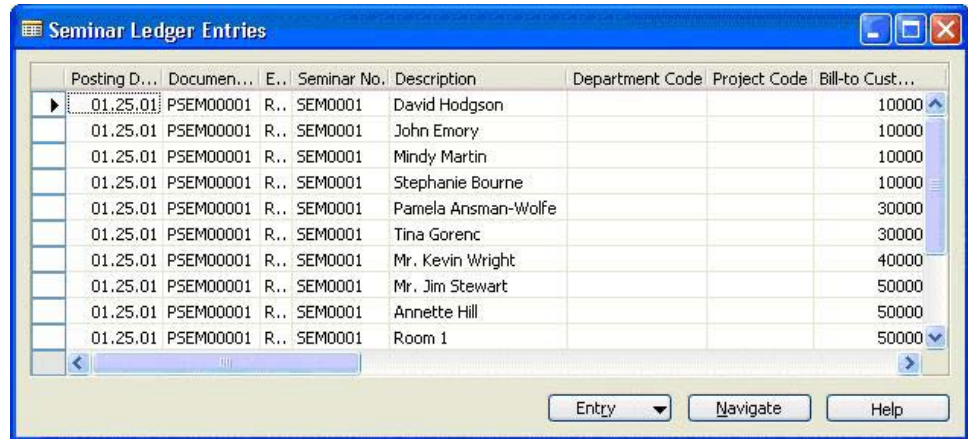 Seminar Ledger Entries
Posting D... Documen... E.. Seminar No. Description Department Code Project Code Bill-to Cust...
01.25.01 PSEM00001 R.. SEM0001 David Hodgson 10000
01.25.01 PSEM00001 R.. SEM0001 John Emory 10000
01.25.01 PSEM00001 R.. SEM0001 Mindy Martin 10000
01.25.01 PSEM00001 R.. SEM0001 Stephanie Bourne 10000
01.25.01 PSEM00001 R.. SEM0001 Pamela Ansman-Wolfe 30000
01.25.01 PSEM00001 R.. SEM0001 Tina Gorenc 30000
01.25.01 PSEM00001 R.. SEM0001 Mr. Kevin Wright 40000
01.25.01 PSEM00001 R.. SEM0001 Mr. Jim Stewart 50000
01.25.01 PSEM00001 R.. SEM0001 Annette Hill 50000
01.25.01 PSEM00001 R.. SEM0001 Room 1 50000
Entry Navigate Help